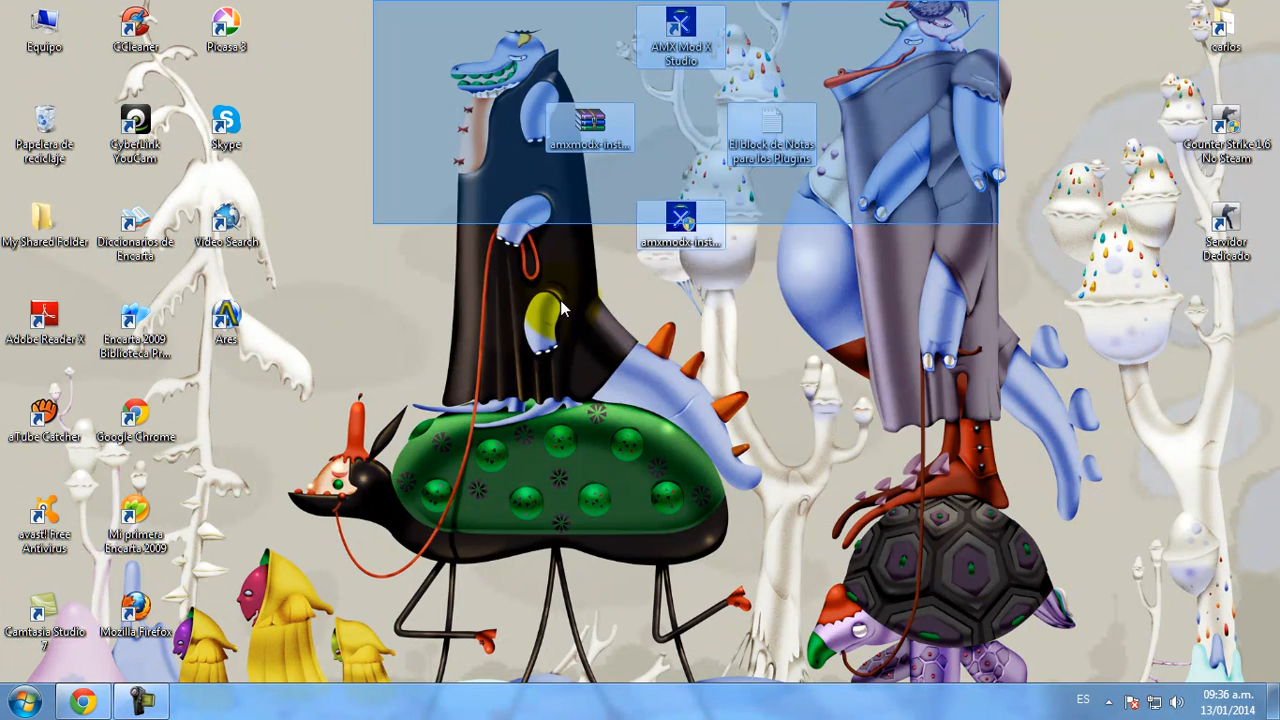 Equipo
CCleaner
Picasa 3
AMX Mod X
Studio
carlos
Papelera de
reciclaje
CyberLink
YouCam
Skype
amxmodx-inst...
El block de Notas
para los Plugins
Counter Strike 1.6
No Steam
My Shared Folder
Diccionarios de
Encarta
Video Search
amxmodx-inst...
Servidor
Dedicado
Adobe Reader X
Encarta 2009
Biblioteca Pr...
Ares
aTube Catcher
Google Chrome
avast! Free
Antivirus
Mi primera
Encarta 2009
Camtasia Studio
7
Mozilla Firefox
ES
09:36 a.m.
13/01/2014